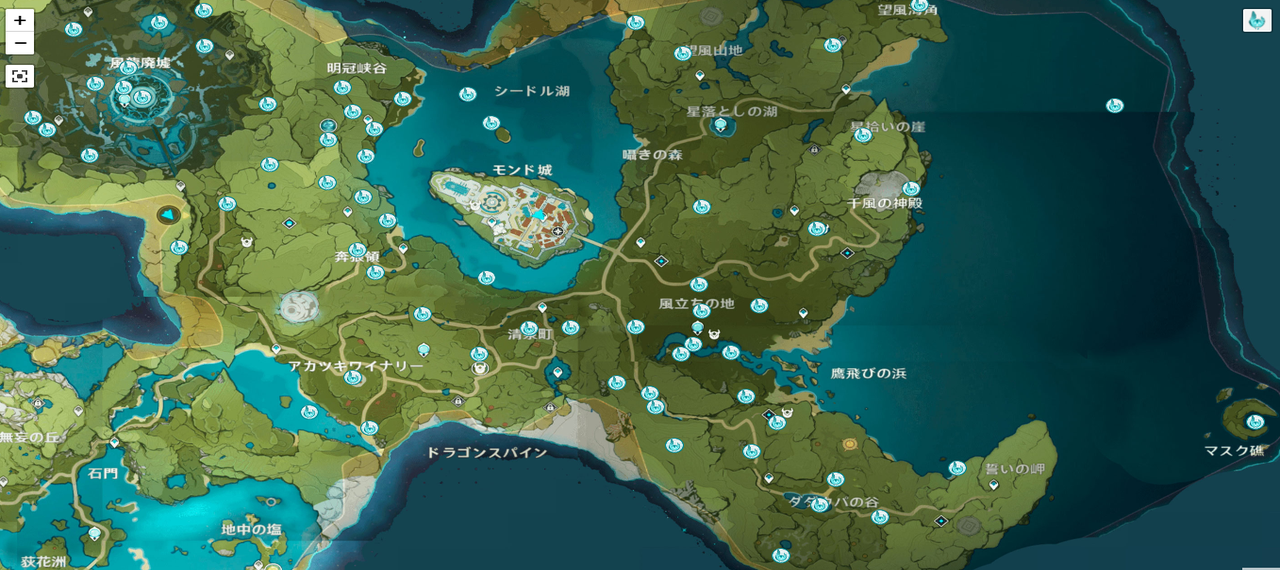 +
−
望風海角
望風山地
風龍廃墟
明冠峡谷
シードル湖
星落としの湖
星拾いの崖
囁きの森
モンド城
千風の神殿
奔狼領
風立ちの地
清泉町
アカツキワイナリー
鷹飛びの浜
無妄の丘
ドラゴンスパイン
マスク礁
石門
誓いの岬
ダダウパの谷
地中の塩
荻花洲